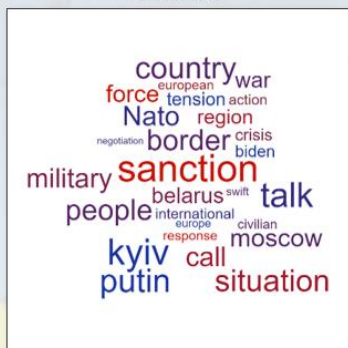 country war
european
force tension action
Nato region
negotiation border crisis
biden
sanction
military
belarus swift talk
people international
europe civilian
response moscow
kyiv call
putin situation